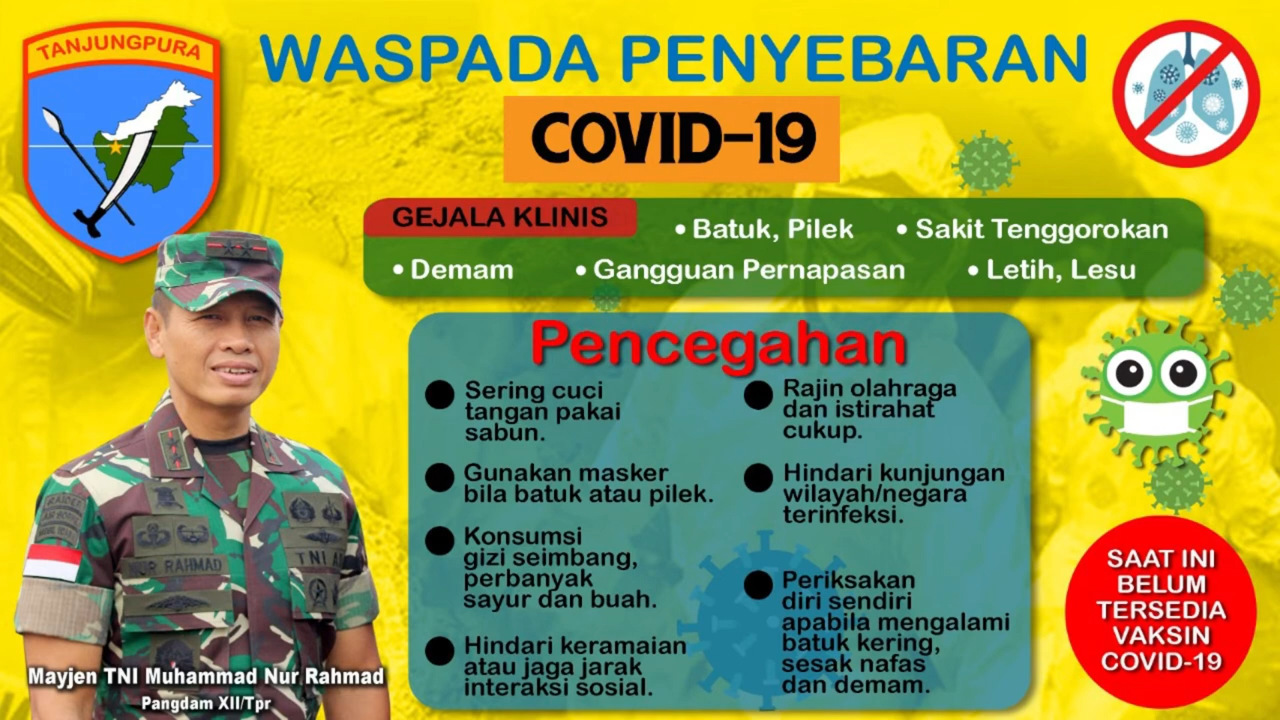 TANJUNGPURA
WASPADA PENYEBARAN
COVID-19
GEJALA KLINIS
• Batuk, Pilek
• Sakit Tenggorokan
• Demam
• Gangguan Pernapasan
• Letih, Lesu
Pencegahan
● Sering cuci
tangan pakai
sabun.
● Gunakan masker
bila batuk atau pilek.
● Konsumsi
gizi seimbang,
perbanyak
sayur dan buah.
● Hindari keramaian
atau jaga jarak
interaksi sosial.
● Rajin olahraga
dan istirahat
cukup.
● Hindari kunjungan
wilayah/negara
terinfeksi.
● Periksakan
diri sendiri
apabila mengalami
batuk kering,
sesak nafas
dan demam.
SAAT INI
BELUM
TERSEDIA
VAKSIN
COVID-19
NUR RAHMAD
TNI
Mayjen TNI Muhammad Nur Rahmad
Pangdam XII/Tpr